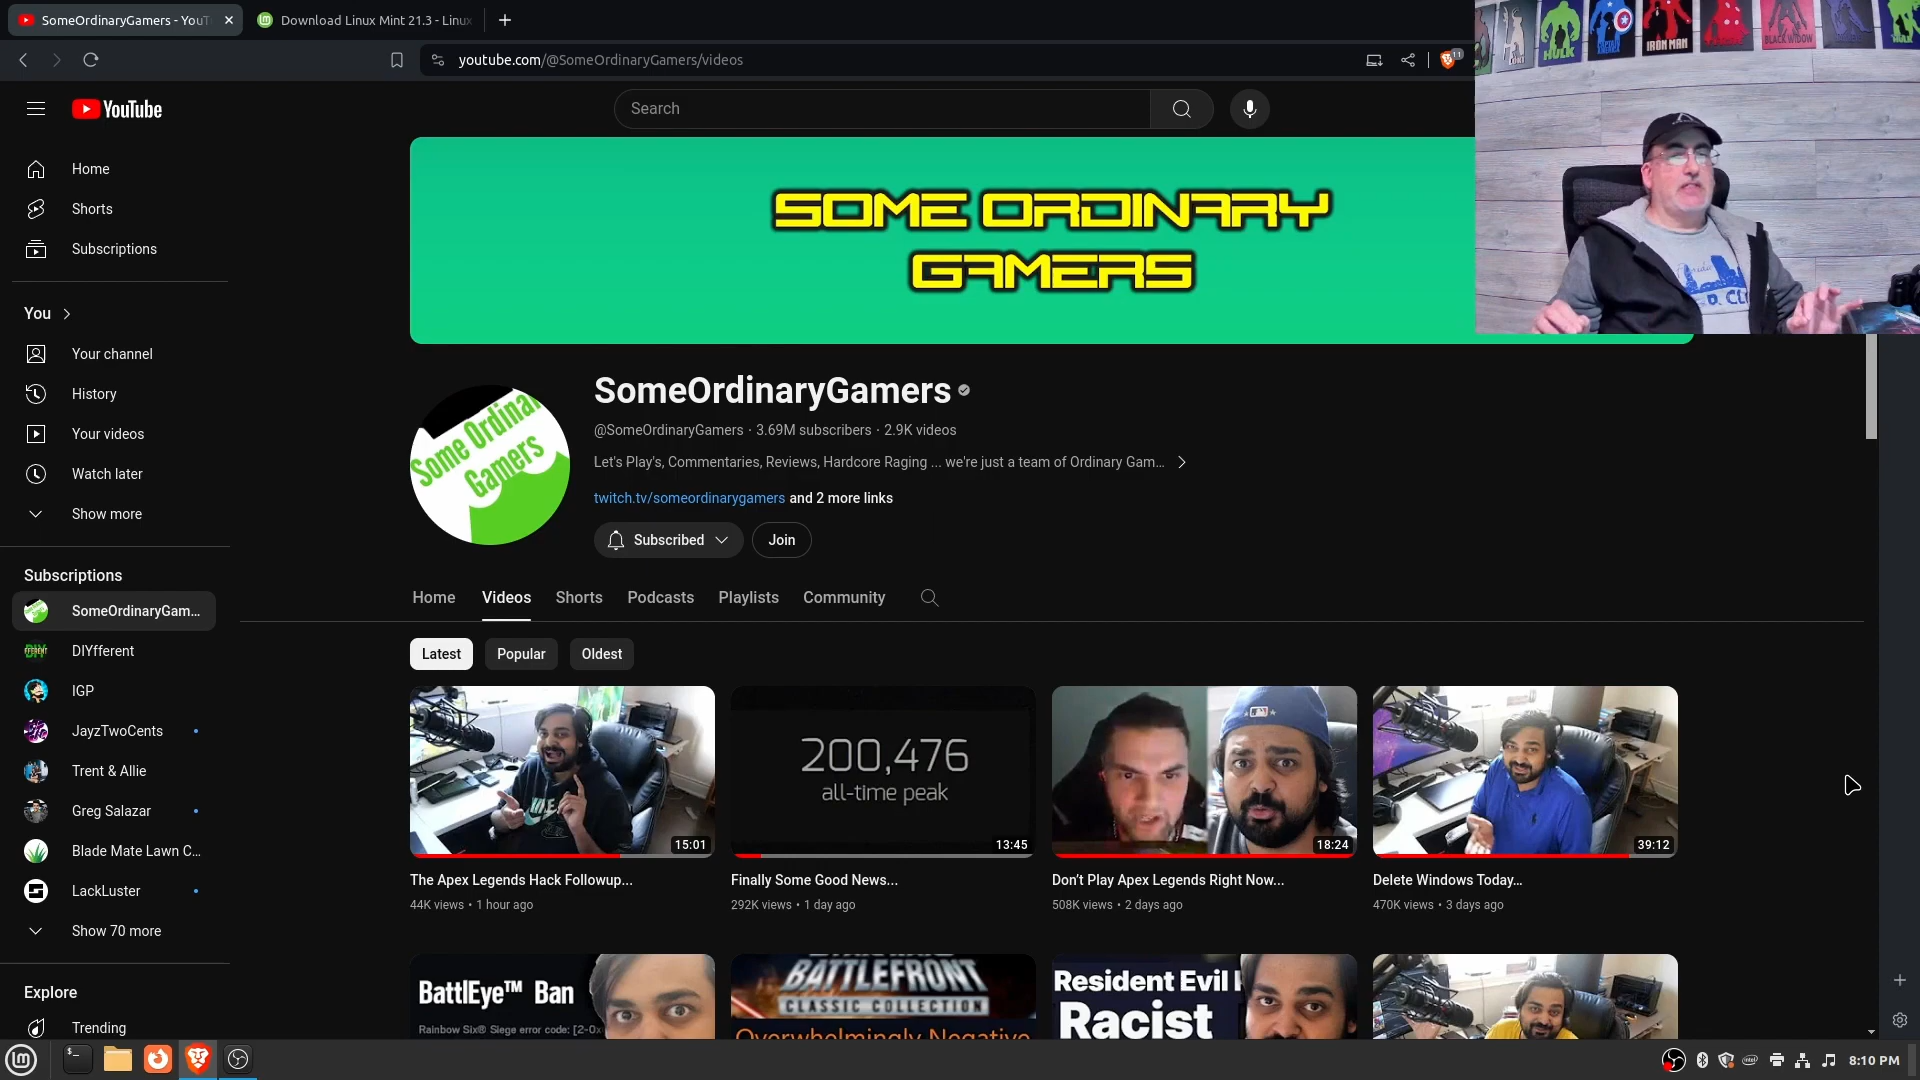 SomeOrdinaryGamers - YouT
Download Linux Mint 21.3 - Linux
youtube.com/@SomeOrdinaryGamers/videos
11
HULK
CAPTAIN AMERICA
IRON MAN
BLACK WIDOW
HULK
YouTube
Search
SOME ORDINARY
GAMERS
Home
Shorts
Subscriptions
You
Your channel
History
Your videos
Watch later
Show more
Subscriptions
SomeOrdinaryGam...
DIYfferent
IGP
JayzTwoCents
Trent & Allie
Greg Salazar
Blade Mate Lawn C...
LackLuster
Show 70 more
Explore
Trending
Some Ordinar
Gamers
SomeOrdinaryGamers
@SomeOrdinaryGamers · 3.69M subscribers · 2.9K videos
Let's Play's, Commentaries, Reviews, Hardcore Raging ... we're just a team of Ordinary Gam...
twitch.tv/someordinarygamers and 2 more links
Subscribed
Join
Home Videos Shorts Podcasts Playlists Community
Latest Popular Oldest
15:01
The Apex Legends Hack Followup...
44K views • 1 hour ago
200,476
all-time peak
13:45
Finally Some Good News...
292K views • 1 day ago
18:24
Don't Play Apex Legends Right Now...
508K views • 2 days ago
39:12
Delete Windows Today...
470K views • 3 days ago
BattlEye™ Ban
Rainbow Six® Siege error code: [2-0x
BATTLEFRONT
CLASSIC COLLECTION
Overwhelmingly Negative
Resident Evil
Racist
8:10 PM